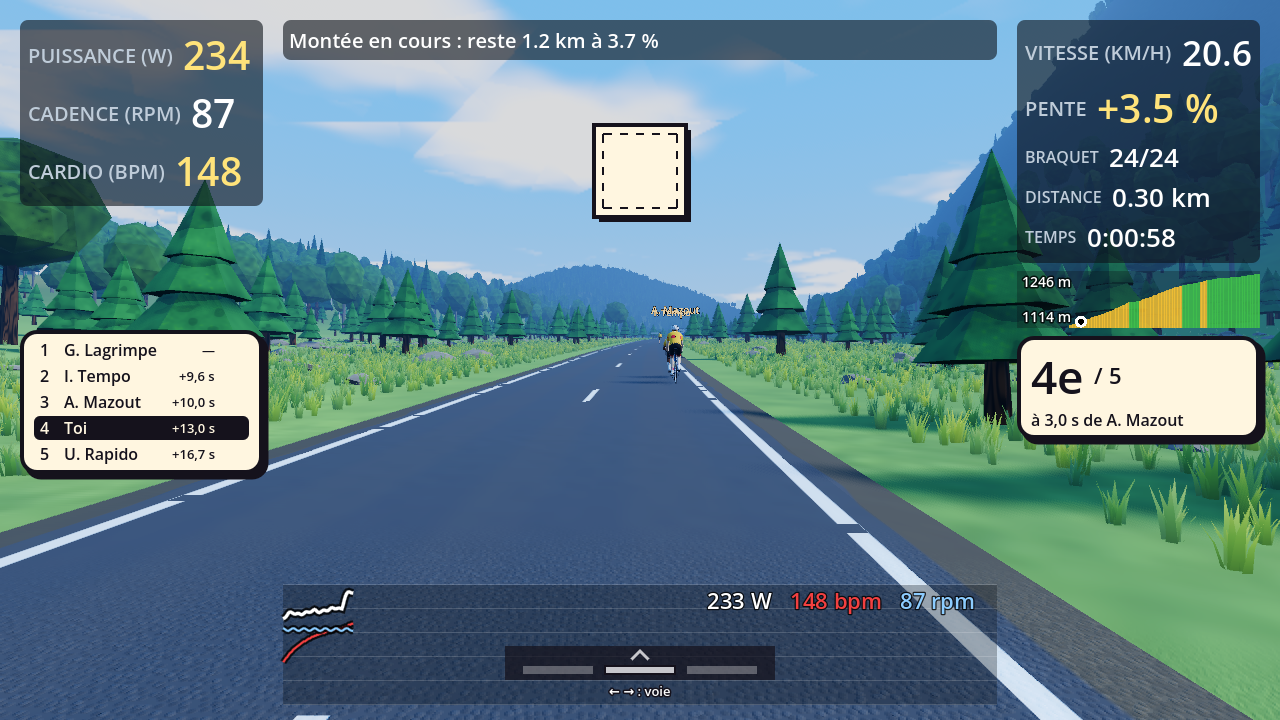 PUISSANCE (W) 234
CADENCE (RPM) 87
CARDIO (BPM) 148
Montée en cours : reste 1.2 km à 3.7 %
VITESSE (KM/H) 20.6
PENTE +3.5 %
BRAQUET 24/24
DISTANCE 0.30 km
TEMPS 0:00:58
1246 m
1114 m
A. Mazout
1 G. Lagrimpe —
2 I. Tempo +9,6 s
3 A. Mazout +10,0 s
4 Toi +13,0 s
5 U. Rapido +16,7 s
4e / 5
à 3,0 s de A. Mazout
233 W 148 bpm 87 rpm
← → : voie